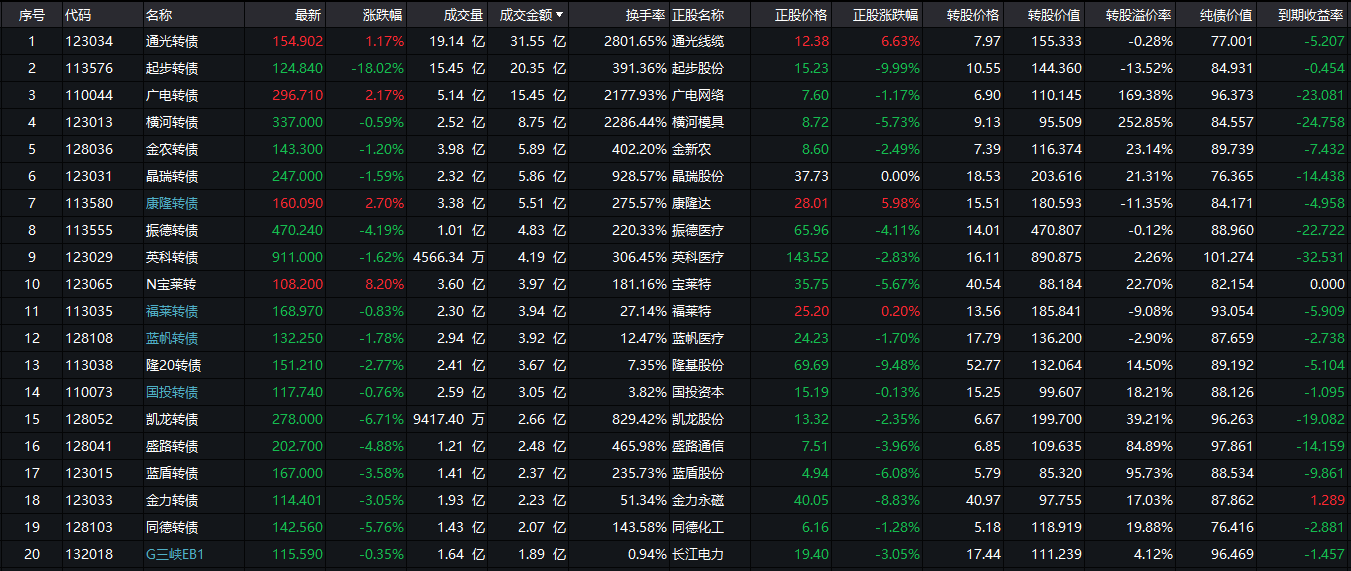 序号 代码 名称 最新 涨跌幅 成交量 成交金额▼ 换手率 正股名称 正股价格 正股涨跌幅 转股价格 转股价值 转股溢价率 纯债价值 到期收益率
1 123034 通光转债 154.902 1.17% 19.14 亿 31.55 亿 2801.65% 通光线缆 12.38 6.63% 7.97 155.333 -0.28% 77.001 -5.207
2 113576 起步转债 124.840 -18.02% 15.45 亿 20.35 亿 391.36% 起步股份 15.23 -9.99% 10.55 144.360 -13.52% 84.931 -0.454
3 110044 广电转债 296.710 2.17% 5.14 亿 15.45 亿 2177.93% 广电网络 7.60 -1.17% 6.90 110.145 169.38% 96.373 -23.081
4 123013 横河转债 337.000 -0.59% 2.52 亿 8.75 亿 2286.44% 横河模具 8.72 -5.73% 9.13 95.509 252.85% 84.557 -24.758
5 128036 金农转债 143.300 -1.20% 3.98 亿 5.89 亿 402.20% 金新农 8.60 -2.49% 7.39 116.374 23.14% 89.739 -7.432
6 123031 晶瑞转债 247.000 -1.59% 2.32 亿 5.86 亿 928.57% 晶瑞股份 37.73 0.00% 18.53 203.616 21.31% 76.365 -14.438
7 113580 康隆转债 160.090 2.70% 3.38 亿 5.51 亿 275.57% 康隆达 28.01 5.98% 15.51 180.593 -11.35% 84.171 -4.958
8 113555 振德转债 470.240 -4.19% 1.01 亿 4.83 亿 220.33% 振德医疗 65.96 -4.11% 14.01 470.807 -0.12% 88.960 -22.722
9 123029 英科转债 911.000 -1.62% 4566.34 万 4.19 亿 306.45% 英科医疗 143.52 -2.83% 16.11 890.875 2.26% 101.274 -32.531
10 123065 N宝莱转 108.200 8.20% 3.60 亿 3.97 亿 181.16% 宝莱特 35.75 -5.67% 40.54 88.184 22.70% 82.154 0.000
11 113035 福莱转债 168.970 -0.83% 2.30 亿 3.94 亿 27.14% 福莱特 25.20 0.20% 13.56 185.841 -9.08% 93.054 -5.909
12 128108 蓝帆转债 132.250 -1.78% 2.94 亿 3.92 亿 12.47% 蓝帆医疗 24.23 -1.70% 17.79 136.200 -2.90% 87.659 -2.738
13 113038 隆20转债 151.210 -2.77% 2.41 亿 3.67 亿 7.35% 隆基股份 69.69 -9.48% 52.77 132.064 14.50% 89.192 -5.104
14 110073 国投转债 117.740 -0.76% 2.59 亿 3.05 亿 3.82% 国投资本 15.19 -0.13% 15.25 99.607 18.21% 88.126 -1.095
15 128052 凯龙转债 278.000 -6.71% 9417.40 万 2.66 亿 829.42% 凯龙股份 13.32 -2.35% 6.67 199.700 39.21% 96.263 -19.082
16 128041 盛路转债 202.700 -4.88% 1.21 亿 2.48 亿 465.98% 盛路通信 7.51 -3.96% 6.85 109.635 84.89% 97.861 -14.159
17 123015 蓝盾转债 167.000 -3.58% 1.41 亿 2.37 亿 235.73% 蓝盾股份 4.94 -6.08% 5.79 85.320 95.73% 88.534 -9.861
18 123033 金力转债 114.401 -3.05% 1.93 亿 2.23 亿 51.34% 金力永磁 40.05 -8.83% 40.97 97.755 17.03% 87.862 1.289
19 128103 同德转债 142.560 -5.76% 1.43 亿 2.07 亿 143.58% 同德化工 6.16 -1.28% 5.18 118.919 19.88% 76.416 -2.881
20 132018 G三峡EB1 115.590 -0.35% 1.64 亿 1.89 亿 0.94% 长江电力 19.40 -3.05% 17.44 111.239 4.12% 96.469 -1.457